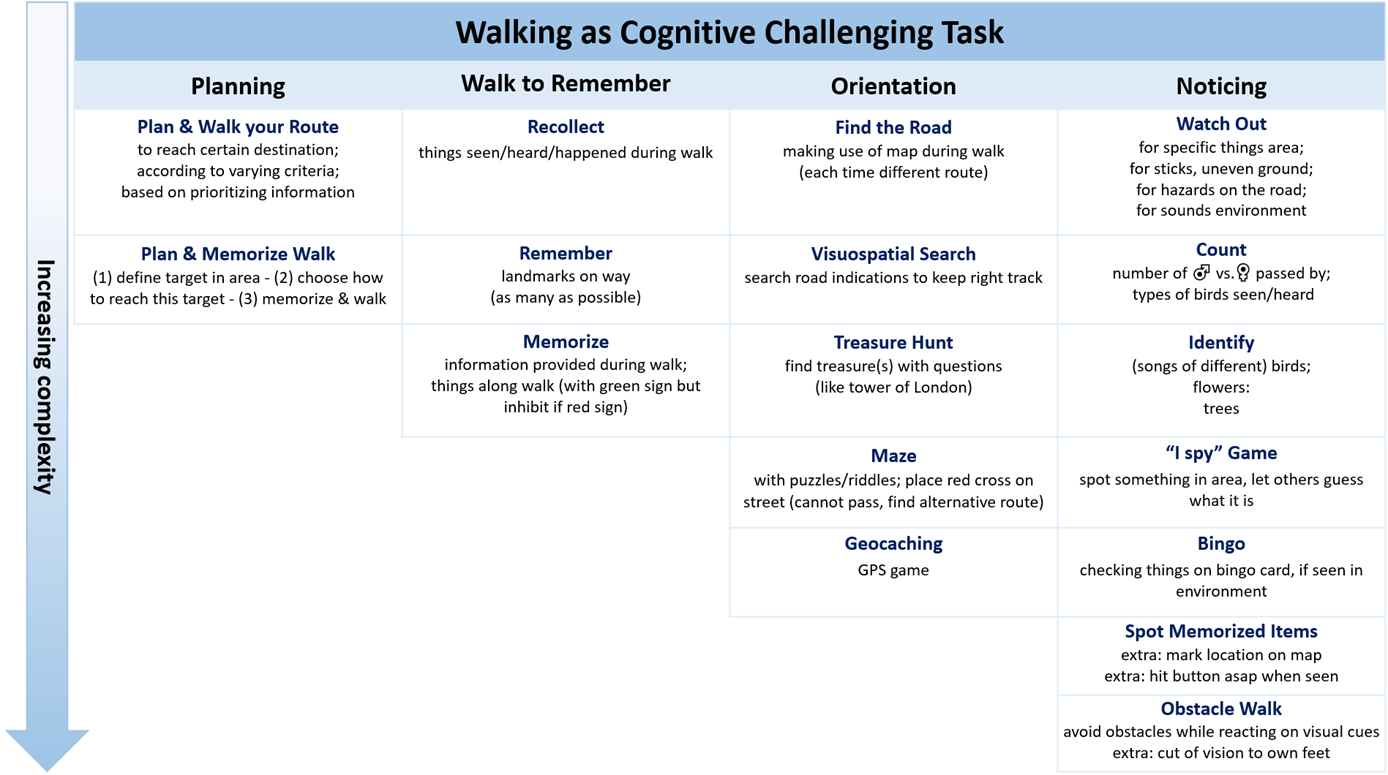 Walking as Cognitive Challenging Task
Increasing complexity
Planning
Walk to Remember
Orientation
Noticing
Plan & Walk your Route
to reach certain destination;
according to varying criteria;
based on prioritizing information
Recollect
things seen/heard/happened during walk
Find the Road
making use of map during walk
(each time different route)
Watch Out
for specific things area;
for sticks, uneven ground;
for hazards on the road;
for sounds environment
Plan & Memorize Walk
(1) define target in area - (2) choose how
to reach this target - (3) memorize & walk
Remember
landmarks on way
(as many as possible)
Visuospatial Search
search road indications to keep right track
Count
number of vs. passed by;
types of birds seen/heard
Memorize
information provided during walk;
things along walk (with green sign but
inhibit if red sign)
Treasure Hunt
find treasure(s) with questions
(like tower of London)
Identify
(songs of different) birds;
flowers:
trees
Maze
with puzzles/riddles; place red cross on
street (cannot pass, find alternative route)
“I spy” Game
spot something in area, let others guess
what it is
Geocaching
GPS game
Bingo
checking things on bingo card, if seen in
environment
Spot Memorized Items
extra: mark location on map
extra: hit button asap when seen
Obstacle Walk
avoid obstacles while reacting on visual cues
extra: cut of vision to own feet